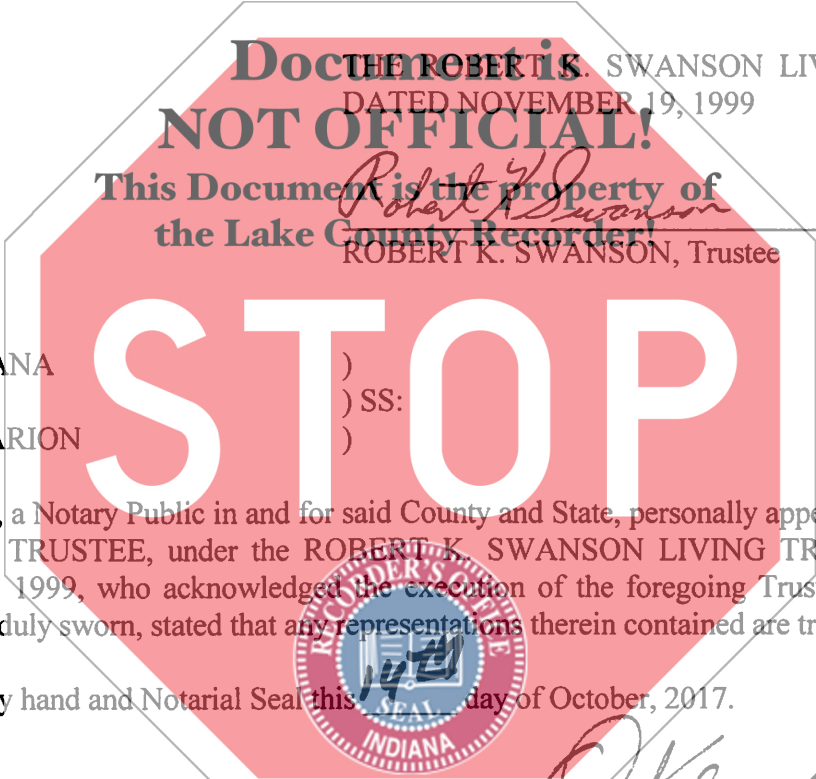 Document is
NOT OFFICIAL!
This Document is the property of
the Lake County Recorder!
STOP
THE ROBERT K. SWANSON LIV
DATED NOVEMBER 19, 1999
Robert K Swanson
ROBERT K. SWANSON, Trustee
ANA )
) SS:
ARION )
, a Notary Public in and for said County and State, personally appe
TRUSTEE, under the ROBERT K. SWANSON LIVING TR
1999, who acknowledged the execution of the foregoing Trus
duly sworn, stated that any representations therein contained are tr
y hand and Notarial Seal this 14th day of October, 2017.
RECORDER'S OFFICE
SEAL
INDIANA